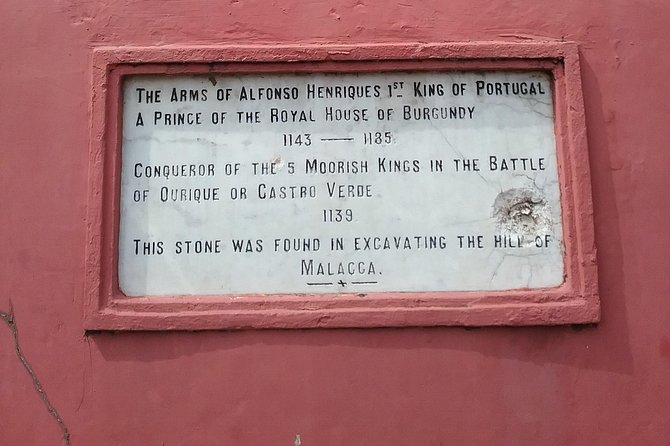 The Arms of Alfonso Henriques 1st King of Portugal
A Prince of the Royal House of Burgundy
1143 — 1185.
Conqueror of the 5 Moorish Kings in the Battle
of Ourique or Castro Verde
1139
This stone was found in excavating the hill of
Malacca.